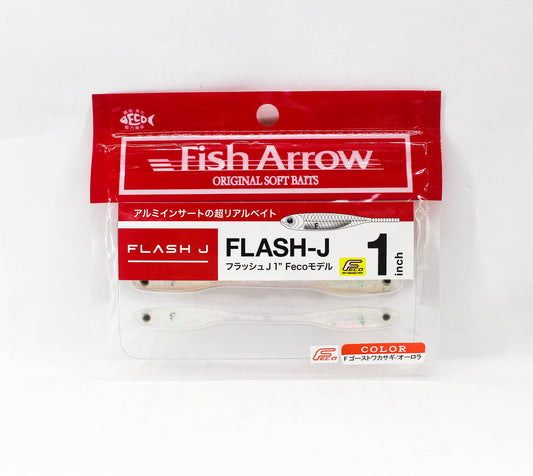 FECO
Fish Arrow
ORIGINAL SOFT BAITS
アルミインサートの超リアルベイト
F
FLASH J
FLASH-J
フラッシュJ 1” Fecoモデル
FECO
1
inch
FECO
COLOR
F ゴーストワカサギ/オーロラ